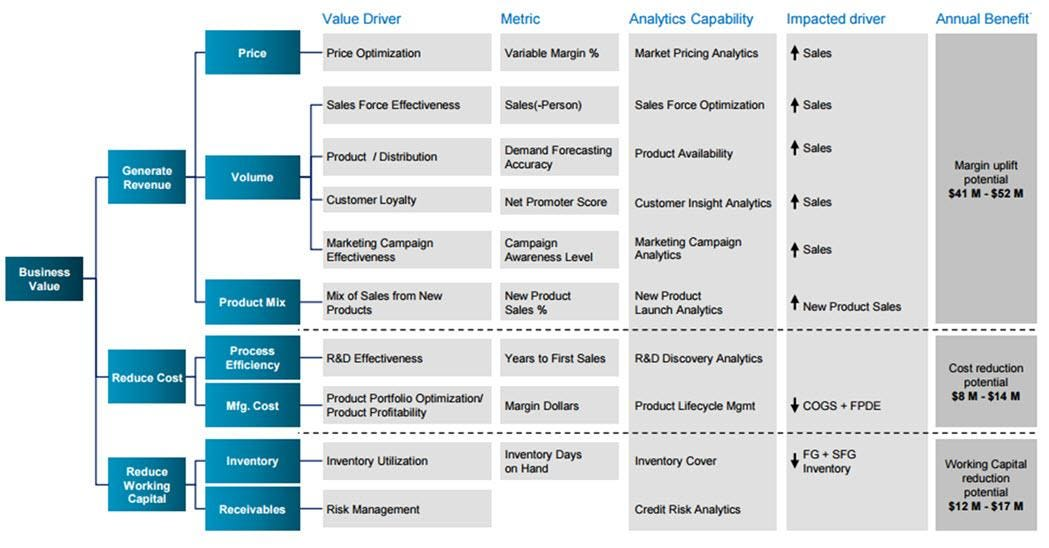 Value Driver
Metric
Analytics Capability
Impacted driver
Annual Benefit
Business
Value
Generate
Revenue
Price
Price Optimization
Variable Margin %
Market Pricing Analytics
Sales
Volume
Sales Force Effectiveness
Sales(-Person)
Sales Force Optimization
Sales
Product / Distribution
Demand Forecasting
Accuracy
Product Availability
Sales
Customer Loyalty
Net Promoter Score
Customer Insight Analytics
Sales
Marketing Campaign
Effectiveness
Campaign
Awareness Level
Marketing Campaign
Analytics
Sales
Product Mix
Mix of Sales from New
Products
New Product
Sales %
New Product
Launch Analytics
New Product Sales
Margin uplift
potential
$41 M - $52 M
Reduce Cost
Process
Efficiency
R&D Effectiveness
Years to First Sales
R&D Discovery Analytics
Mfg. Cost
Product Portfolio Optimization/
Product Profitability
Margin Dollars
Product Lifecycle Mgmt
COGS + FPDE
Cost reduction
potential
$8 M - $14 M
Reduce
Working
Capital
Inventory
Inventory Utilization
Inventory Days
on Hand
Inventory Cover
FG + SFG
Inventory
Receivables
Risk Management
Credit Risk Analytics
Working Capital
reduction
potential
$12 M - $17 M